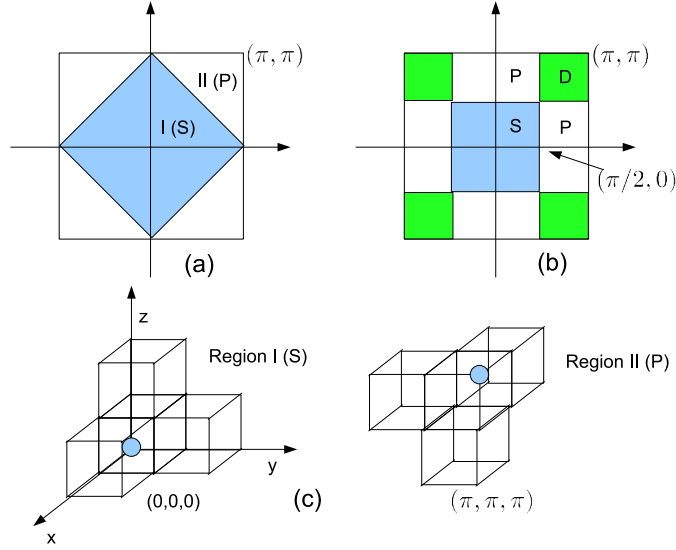 (π, π)
II (P)
I (S)
(a)
(π, π)
P
D
S
P
(π/2, 0)
(b)
z
Region I (S)
y
(0,0,0)
x
(c)
Region II (P)
(π, π, π)